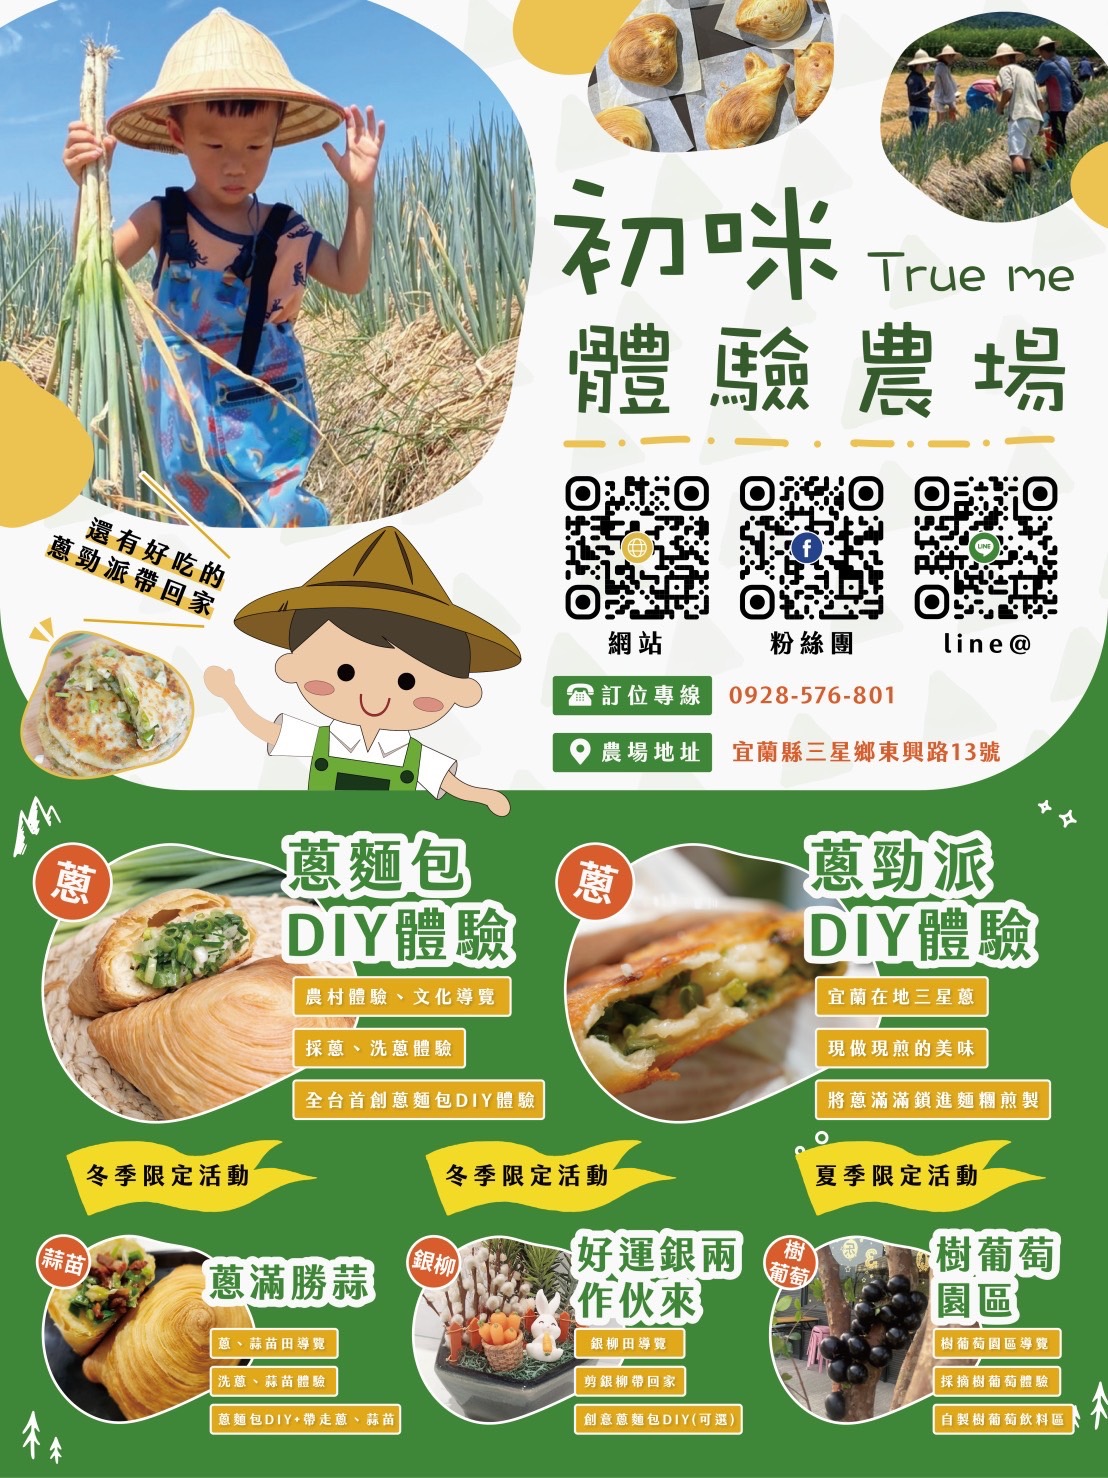 初咪 True me
體驗農場
還有好吃的
蔥勁派帶回家
網站
粉絲團
LINE
line@
訂位專線 0928-576-801
農場地址 宜蘭縣三星鄉東興路13號
蔥
蔥麵包
DIY體驗
農村體驗、文化導覽
採蔥、洗蔥體驗
全台首創蔥麵包DIY體驗
蔥
蔥勁派
DIY體驗
宜蘭在地三星蔥
現做現煎的美味
將蔥滿滿鎖進麵糰煎製
冬季限定活動
蒜苗
蔥滿勝蒜
蔥、蒜苗田導覽
洗蔥、蒜苗體驗
蔥麵包DIY+帶走蔥、蒜苗
冬季限定活動
銀柳
好運銀兩
作伙來
銀柳田導覽
剪銀柳帶回家
創意蔥麵包DIY(可選)
夏季限定活動
樹
葡萄
樹葡萄
園區
樹葡萄園區導覽
採摘樹葡萄體驗
自製樹葡萄飲料區